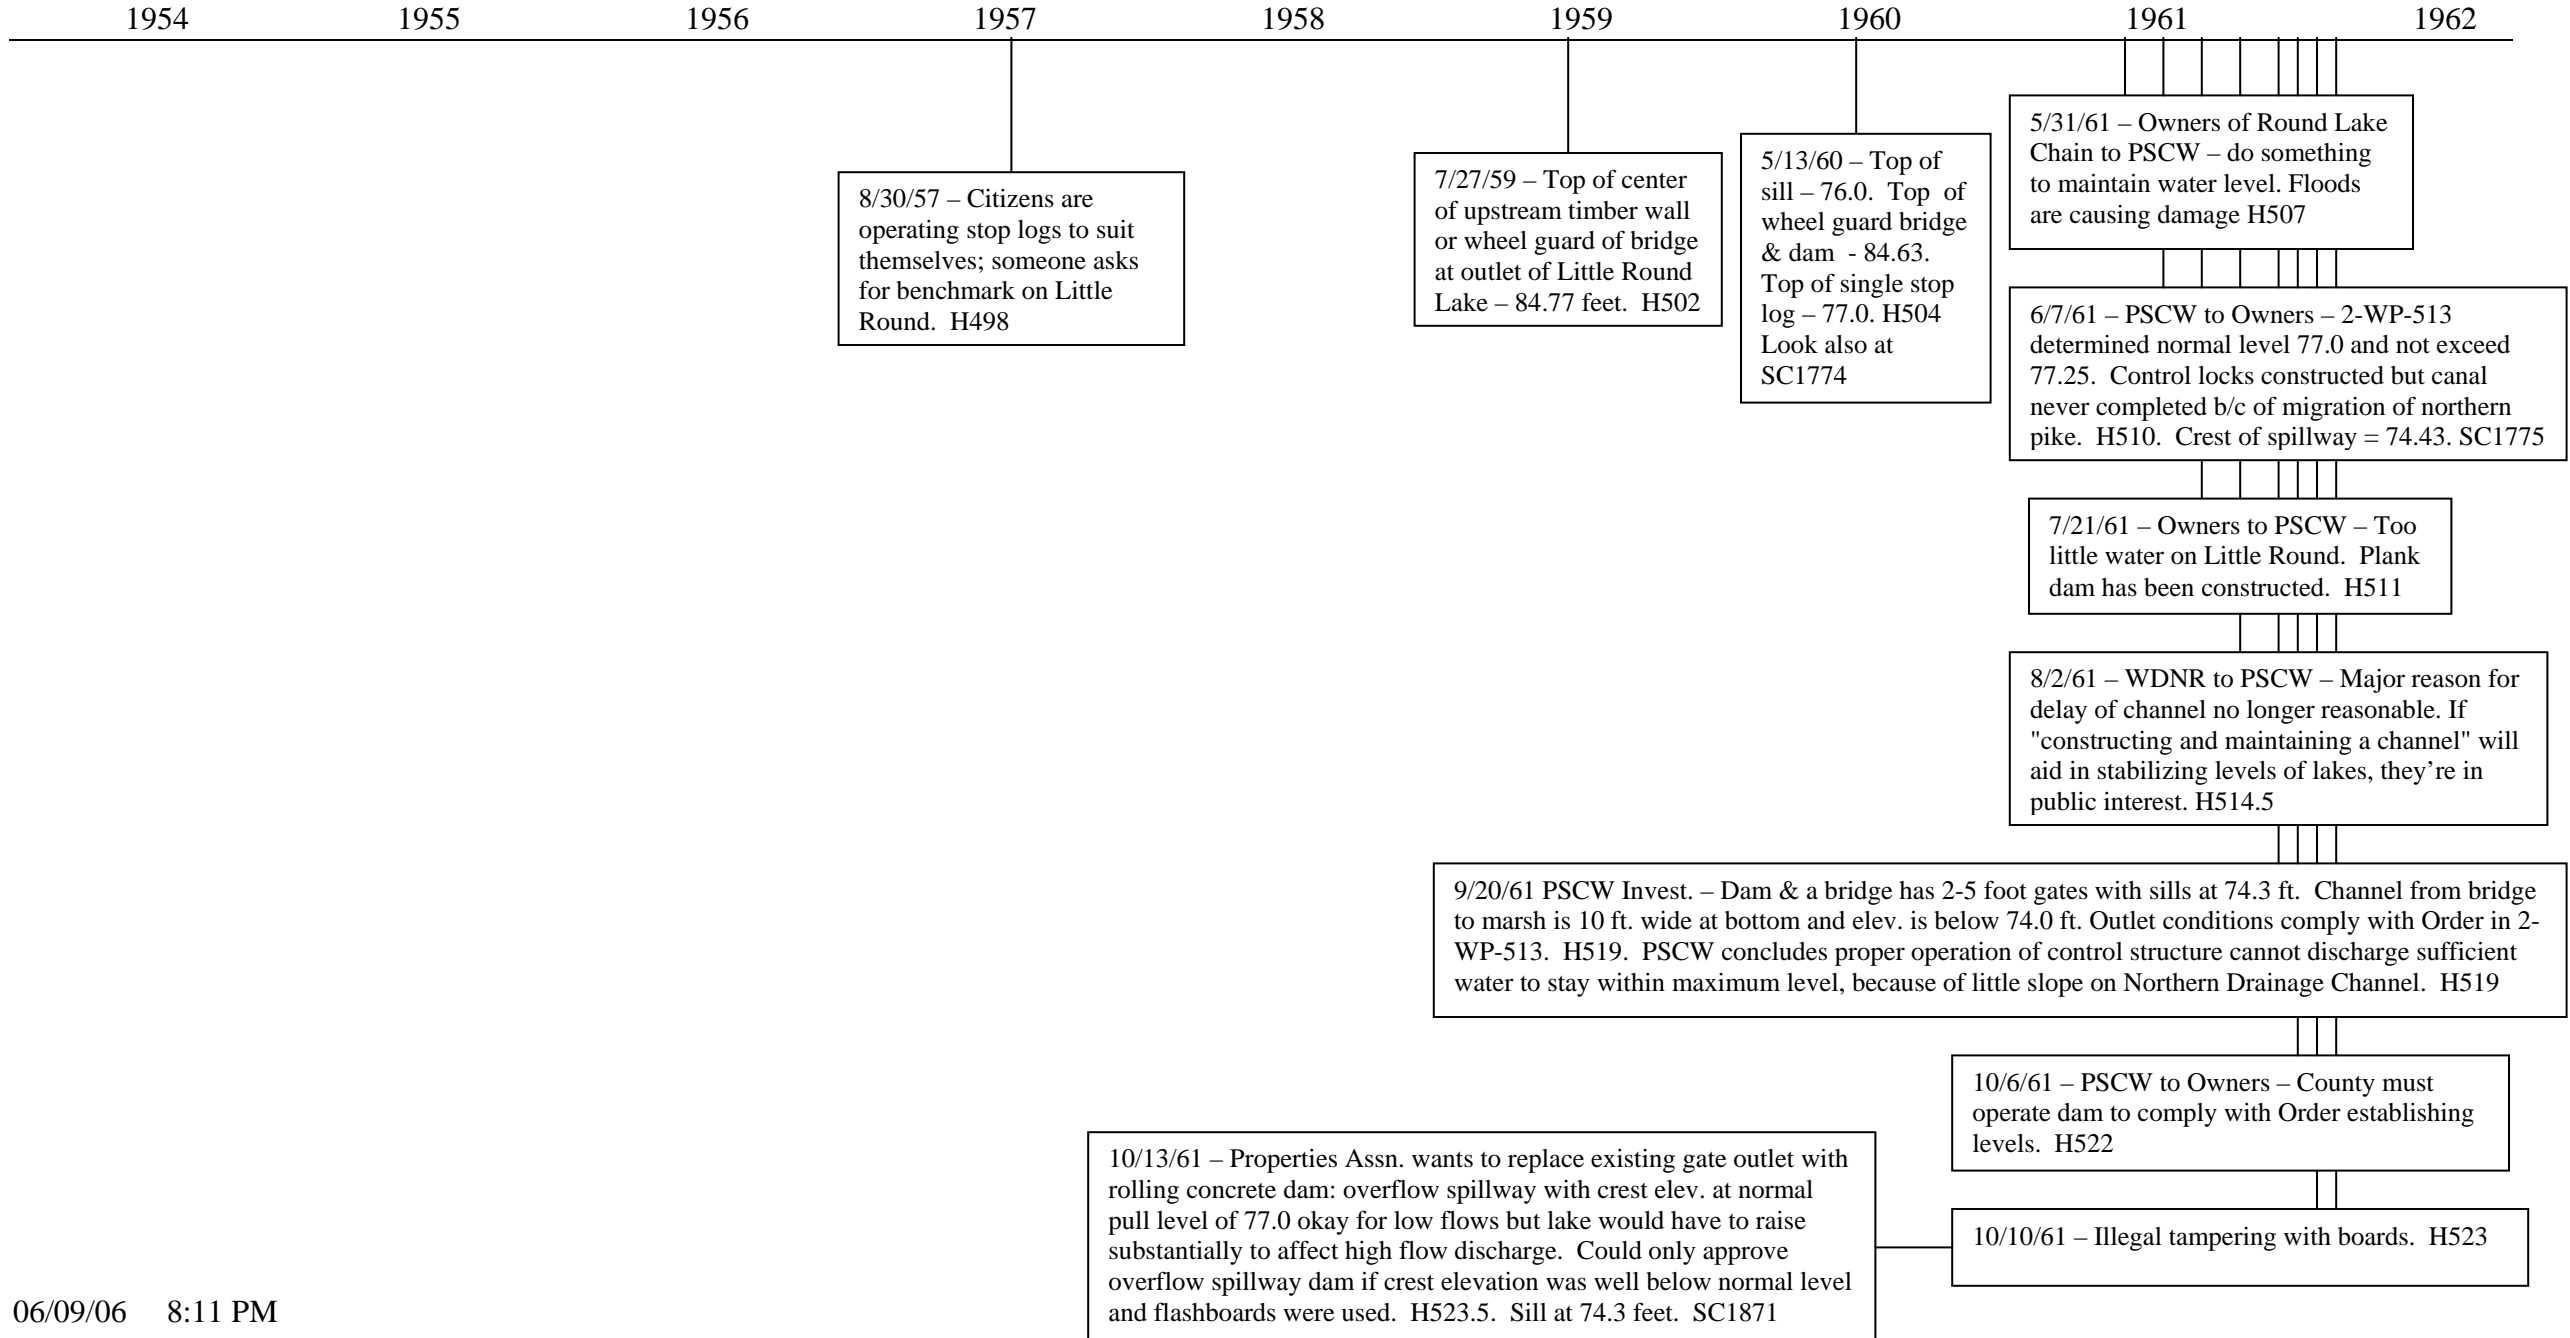 1954 1955 1956 1957 1958 1959 1960 1961 1962
8/30/57 – Citizens are
operating stop logs to suit
themselves; someone asks
for benchmark on Little
Round.  H498
7/27/59 – Top of center
of upstream timber wall
or wheel guard of bridge
at outlet of Little Round
Lake – 84.77 feet.  H502
5/13/60 – Top of
sill – 76.0.  Top  of
wheel guard bridge
& dam  - 84.63.
Top of single stop
log – 77.0. H504
Look also at
SC1774
5/31/61 – Owners of Round Lake
Chain to PSCW – do something
to maintain water level. Floods
are causing damage H507
6/7/61 – PSCW to Owners – 2-WP-513
determined normal level 77.0 and not exceed
77.25.  Control locks constructed but canal
never completed b/c of migration of northern
pike.  H510.  Crest of spillway = 74.43. SC1775
7/21/61 – Owners to PSCW – Too
little water on Little Round.  Plank
dam has been constructed.  H511
8/2/61 – WDNR to PSCW – Major reason for
delay of channel no longer reasonable. If
"constructing and maintaining a channel" will
aid in stabilizing levels of lakes, they’re in
public interest. H514.5
9/20/61 PSCW Invest. – Dam & a bridge has 2-5 foot gates with sills at 74.3 ft.  Channel from bridge
to marsh is 10 ft. wide at bottom and elev. is below 74.0 ft. Outlet conditions comply with Order in 2-
WP-513.  H519.  PSCW concludes proper operation of control structure cannot discharge sufficient
water to stay within maximum level, because of little slope on Northern Drainage Channel.  H519
10/6/61 – PSCW to Owners – County must
operate dam to comply with Order establishing
levels.  H522
10/10/61 – Illegal tampering with boards.  H523
10/13/61 – Properties Assn. wants to replace existing gate outlet with
rolling concrete dam: overflow spillway with crest elev. at normal
pull level of 77.0 okay for low flows but lake would have to raise
substantially to affect high flow discharge.  Could only approve
overflow spillway dam if crest elevation was well below normal level
and flashboards were used.  H523.5.  Sill at 74.3 feet.  SC1871
06/09/06 8:11 PM